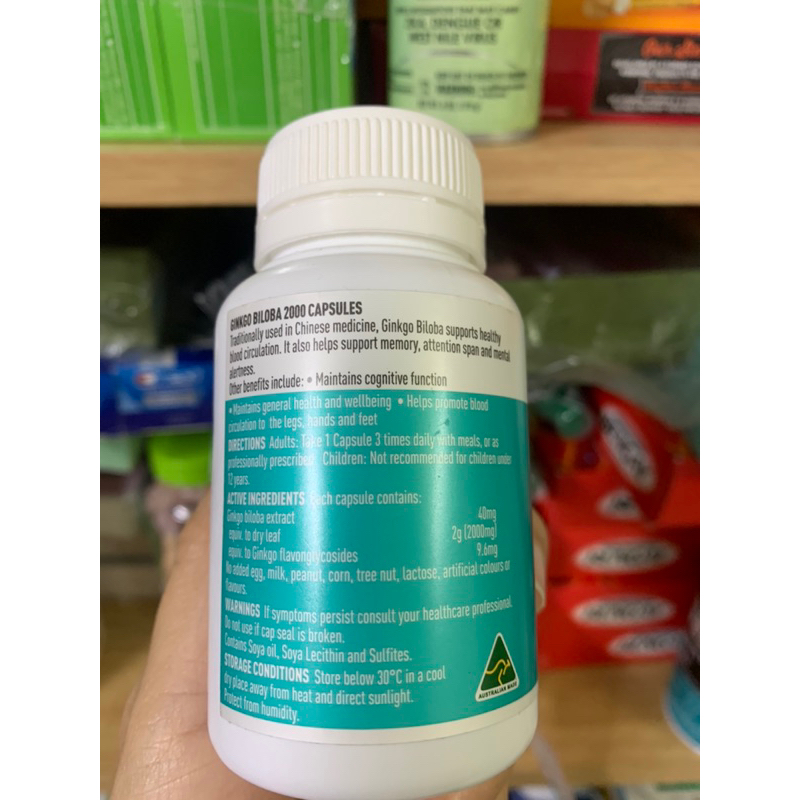 DENGUE OR
WEST NILE VIRUS
GINKGO BILOBA 2000 CAPSULES
Traditionally used in Chinese medicine, Ginkgo Biloba supports healthy
blood circulation. It also helps support memory, attention span and mental
alertness.
Other benefits include: • Maintains cognitive function
• Maintains general health and wellbeing • Helps promote blood
circulation to the legs, hands and feet
DIRECTIONS Adults: Take 1 Capsule 3 times daily with meals, or as
professionally prescribed. Children: Not recommended for children under
12 years.
ACTIVE INGREDIENTS Each capsule contains:
Ginkgo biloba extract 40mg
equiv. to dry leaf 2g (2000mg)
equiv. to Ginkgo flavonglycosides 9.6mg
No added egg, milk, peanut, corn, tree nut, lactose, artificial colours or
flavours.
WARNINGS If symptoms persist consult your healthcare professional.
Do not use if cap seal is broken.
Contains Soya oil, Soya Lecithin and Sulfites.
STORAGE CONDITIONS Store below 30°C in a cool
dry place away from heat and direct sunlight.
Protect from humidity.
AUSTRALIAN MADE